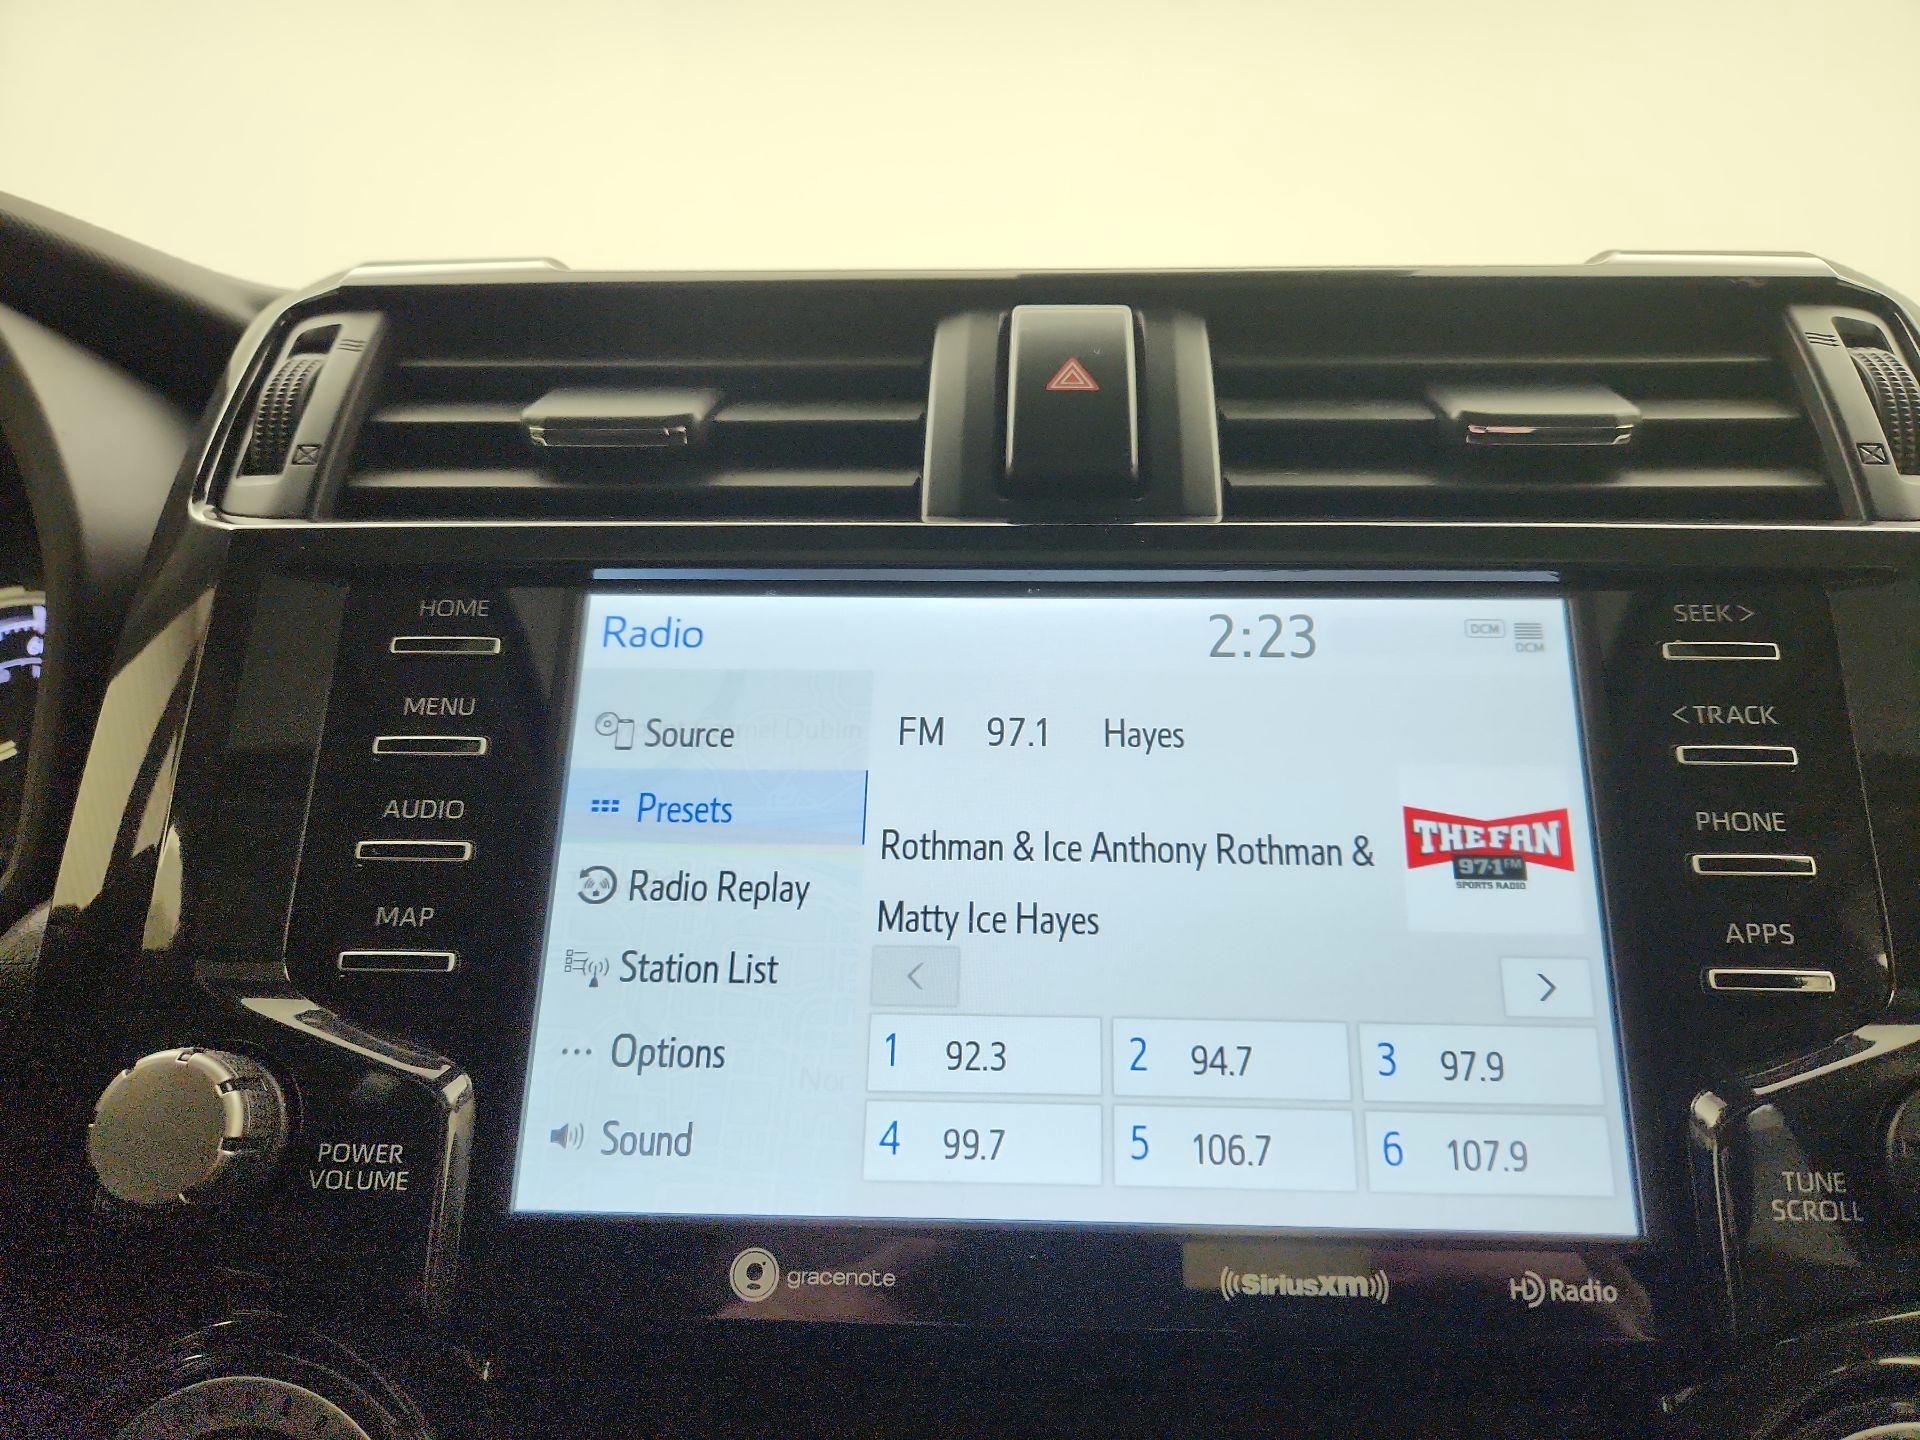 HOME
MENU
AUDIO
MAP
POWER
VOLUME
Radio
2:23
DCM
DCM
Source
Presets
Radio Replay
Station List
Options
Sound
FM 97.1 Hayes
Rothman & Ice Anthony Rothman &
Matty Ice Hayes
THE FAN
97.1 FM
SPORTS RADIO
<
>
1 92.3
2 94.7
3 97.9
4 99.7
5 106.7
6 107.9
SEEK >
< TRACK
PHONE
APPS
TUNE
SCROLL
gracenote
((SiriusXM))
HD Radio